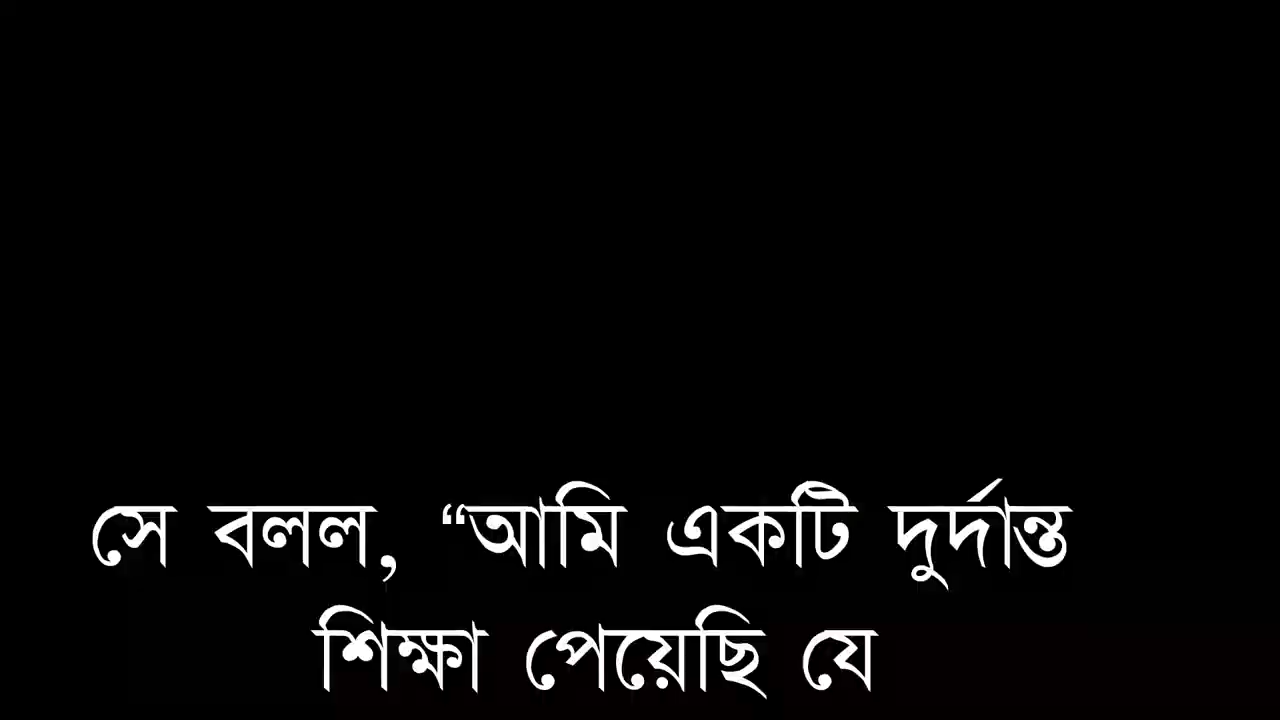 সে বলল, “আমি একটি দুর্দান্ত
শিক্ষা পেয়েছি যে